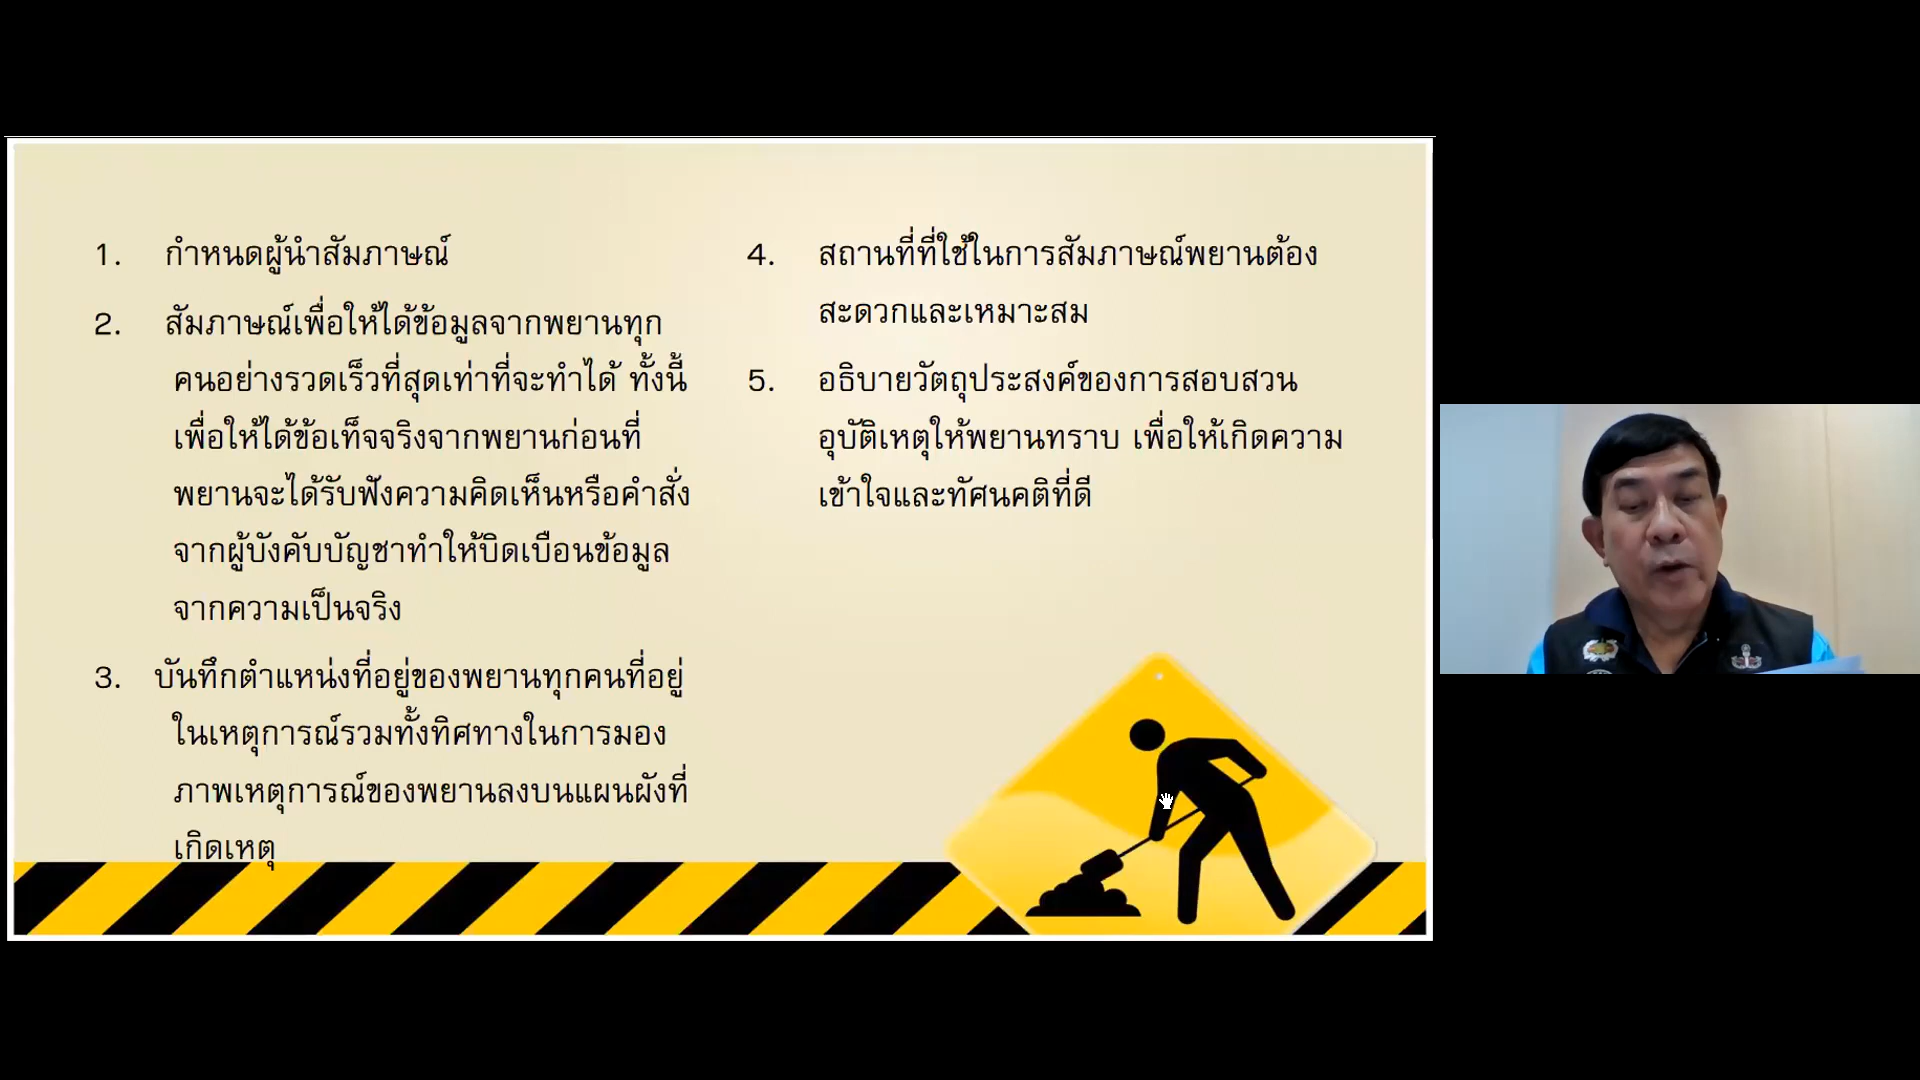 1. กำหนดผู้นำสัมภาษณ์
2. สัมภาษณ์เพื่อให้ได้ข้อมูลจากพยานทุก
คนอย่างรวดเร็วที่สุดเท่าที่จะทำได้ ทั้งนี้
เพื่อให้ได้ข้อเท็จจริงจากพยานก่อนที่
พยานจะได้รับฟังความคิดเห็นหรือคำสั่ง
จากผู้บังคับบัญชาทำให้บิดเบือนข้อมูล
จากความเป็นจริง
3. บันทึกตำแหน่งที่อยู่ของพยานทุกคนที่อยู่
ในเหตุการณ์รวมทั้งทิศทางในการมอง
ภาพเหตุการณ์ของพยานลงบนแผนผังที่
เกิดเหตุ
4. สถานที่ที่ใช้ในการสัมภาษณ์พยานต้อง
สะดวกและเหมาะสม
5. อธิบายวัตถุประสงค์ของการสอบสวน
อุบัติเหตุให้พยานทราบ เพื่อให้เกิดความ
เข้าใจและทัศนคติที่ดี